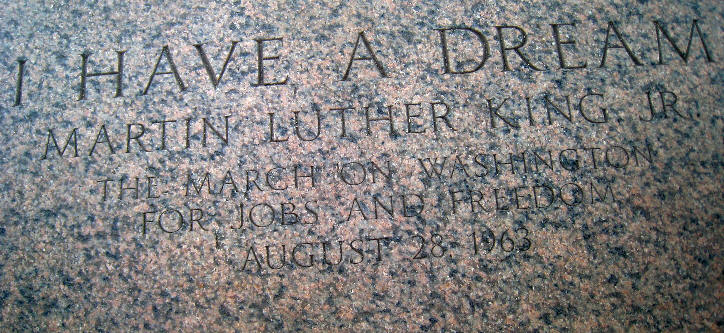 I HAVE A DREAM
MARTIN LUTHER KING, JR.
THE MARCH ON WASHINGTON
FOR JOBS AND FREEDOM
AUGUST 28, 1963